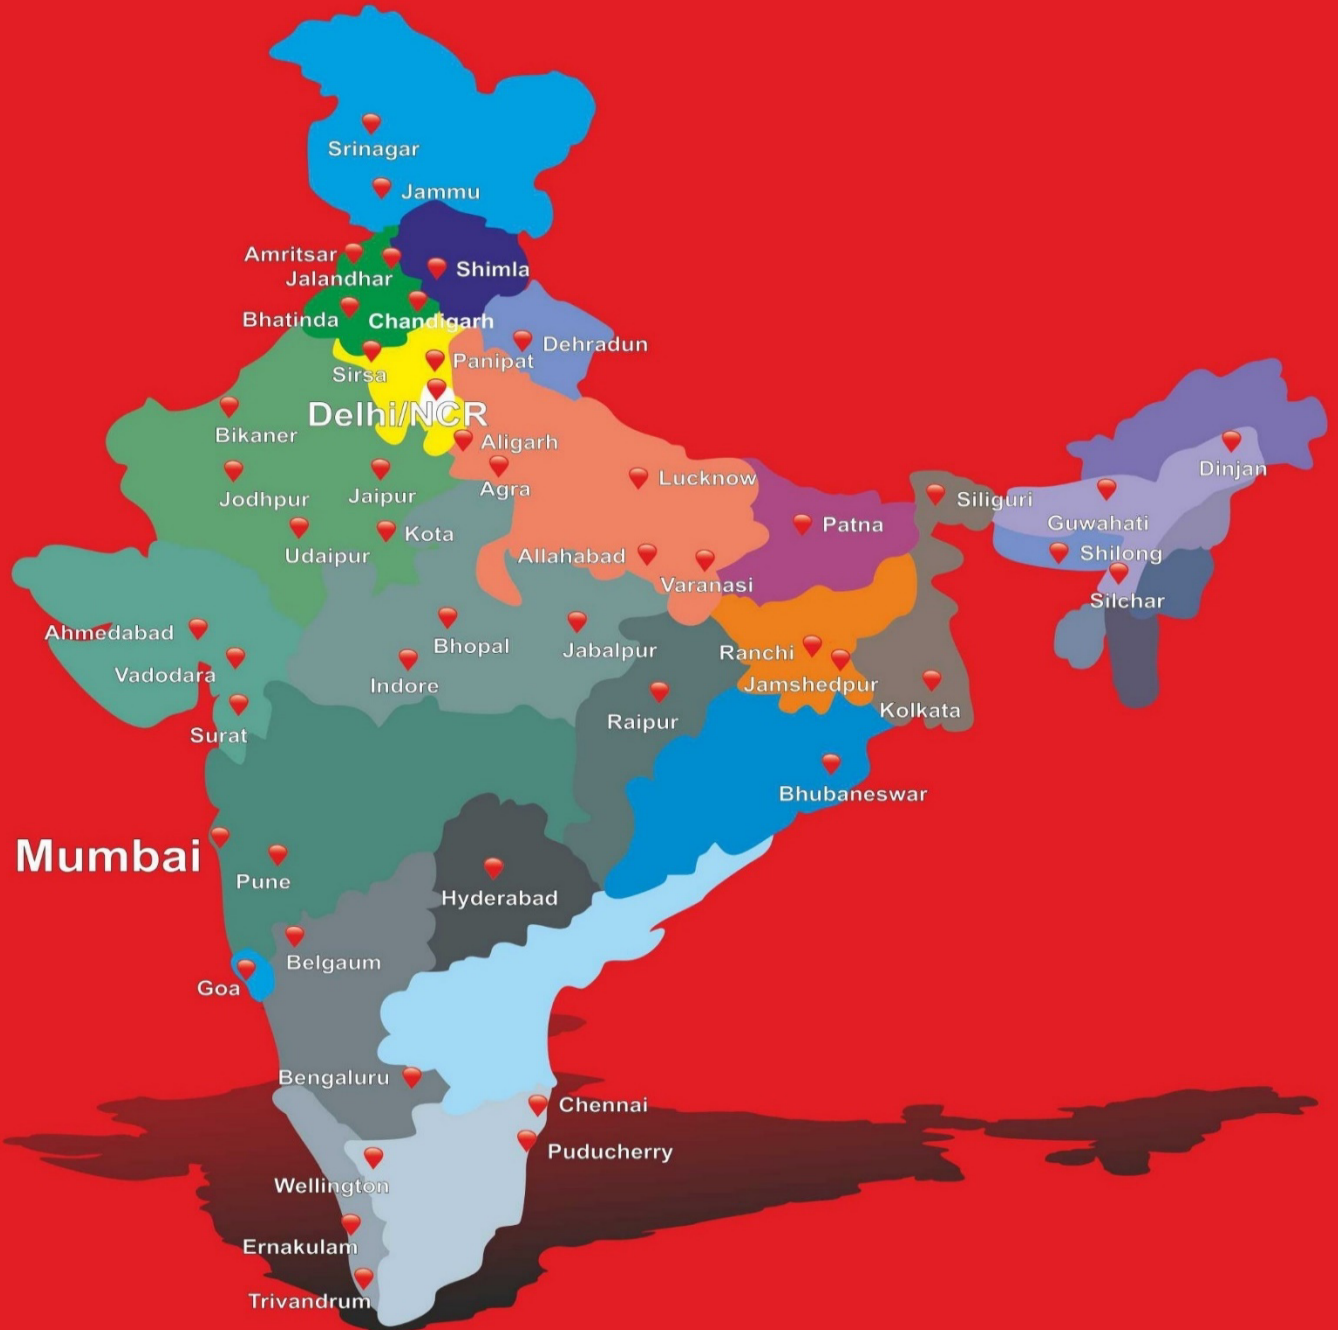 Srinagar
Jammu
Amritsar
Jalandhar
Shimla
Bhatinda
Chandigarh
Dehradun
Panipat
Sirsa
Delhi/NCR
Bikaner
Aligarh
Dinjan
Lucknow
Agra
Jodhpur
Jaipur
Siliguri
Guwahati
Patna
Kota
Udaipur
Allahabad
Shilong
Varanasi
Silchar
Ahmedabad
Bhopal
Jabalpur
Ranchi
Vadodara
Indore
Jamshedpur
Kolkata
Raipur
Surat
Bhubaneswar
Mumbai
Pune
Hyderabad
Belgaum
Goa
Bengaluru
Chennai
Puducherry
Wellington
Ernakulam
Trivandrum